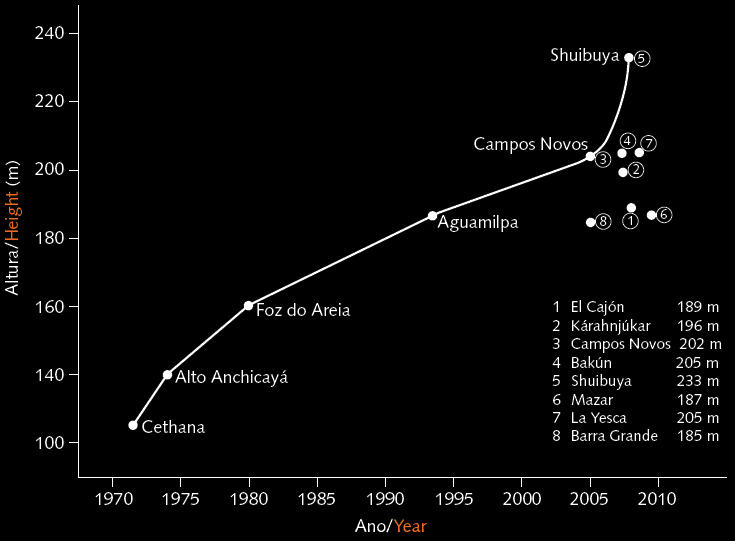 Altura/Height (m)
240
220
200
180
160
140
120
100
Shuibuya 5
Campos Novos 3
4
7
2
1
6
8
Aguamilpa
Foz do Areia
Alto Anchicayá
Cethana
1 El Cajón 189 m
2 Kárahnjúkar 196 m
3 Campos Novos 202 m
4 Bakún 205 m
5 Shuibuya 233 m
6 Mazar 187 m
7 La Yesca 205 m
8 Barra Grande 185 m
1970 1975 1980 1985 1990 1995 2000 2005 2010
Ano/Year